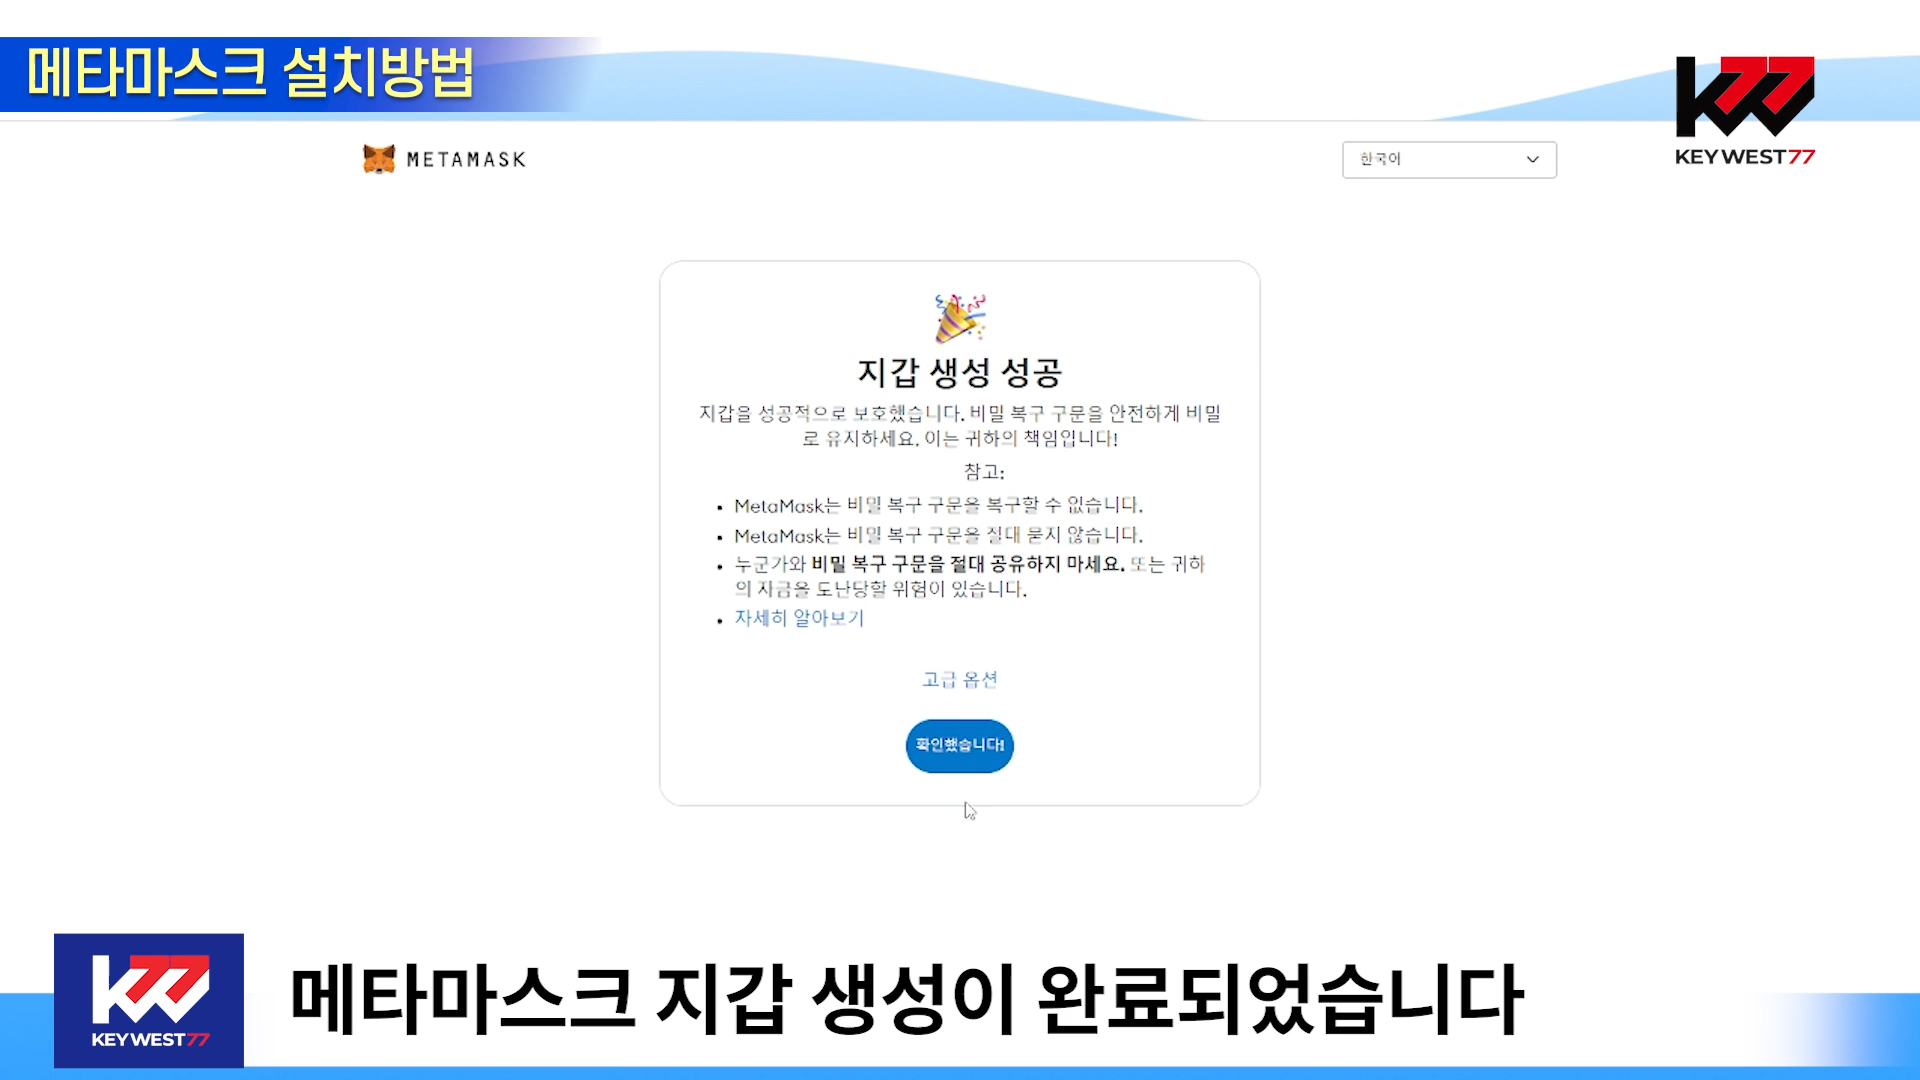 메타마스크 설치방법
KEYWEST77
METAMASK
한국어
지갑 생성 성공
지갑을 성공적으로 보호했습니다. 비밀 복구 구문을 안전하게 비밀
로 유지하세요. 이는 귀하의 책임입니다!
참고:
• MetaMask는 비밀 복구 구문을 복구할 수 없습니다.
• MetaMask는 비밀 복구 구문을 절대 묻지 않습니다.
• 누군가와 비밀 복구 구문을 절대 공유하지 마세요. 또는 귀하
의 자금을 도난당할 위험이 있습니다.
• 자세히 알아보기
고급 옵션
확인했습니다!
KEYWEST77
메타마스크 지갑 생성이 완료되었습니다